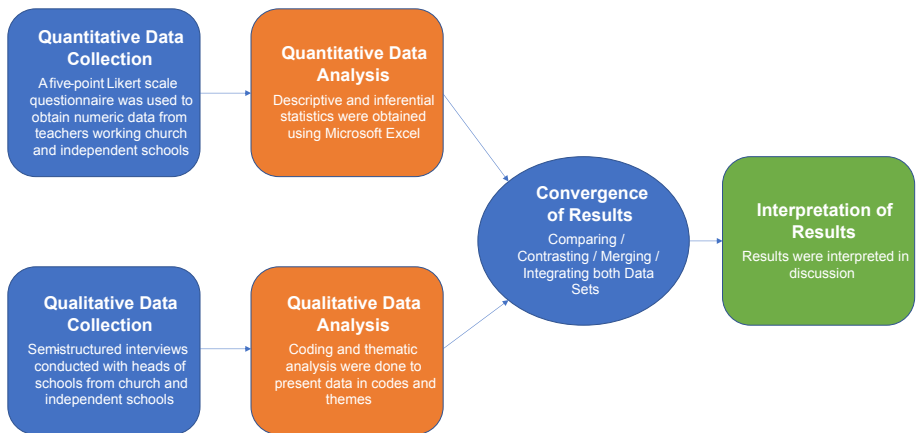 Quantitative Data
Collection
A five-point Likert scale
questionnaire was used to
obtain numeric data from
teachers working church
and independent schools
Quantitative Data
Analysis
Descriptive and inferential
statistics were obtained
using Microsoft Excel
Qualitative Data
Collection
Semi-structured interviews
conducted with heads of
schools from church and
independent schools
Qualitative Data
Analysis
Coding and thematic
analysis were done to
present data in codes and
themes
Convergence
of Results
Comparing /
Contrasting / Merging /
Integrating both Data
Sets
Interpretation of
Results
Results were interpreted in
discussion